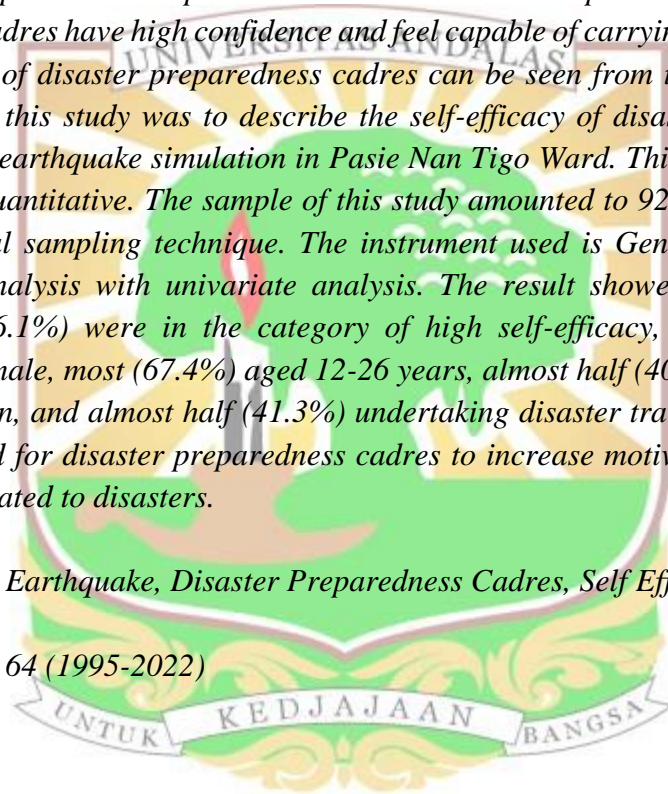 adres have high confidence and feel capable of carryin
UNIVERSITAS ANDALAS
of disaster preparedness cadres can be seen from
this study was to describe the self-efficacy of disa
earthquake simulation in Pasie Nan Tigo Ward. Thi
uantitative. The sample of this study amounted to 92
l sampling technique. The instrument used is Gen
nalysis with univariate analysis. The result showe
6.1%) were in the category of high self-efficacy,
nale, most (67.4%) aged 12-26 years, almost half (40
n, and almost half (41.3%) undertaking disaster tra
d for disaster preparedness cadres to increase motiv
ated to disasters.
Earthquake, Disaster Preparedness Cadres, Self Eff
64 (1995-2022)
UNTUK KEDJAJAAN BANGSA